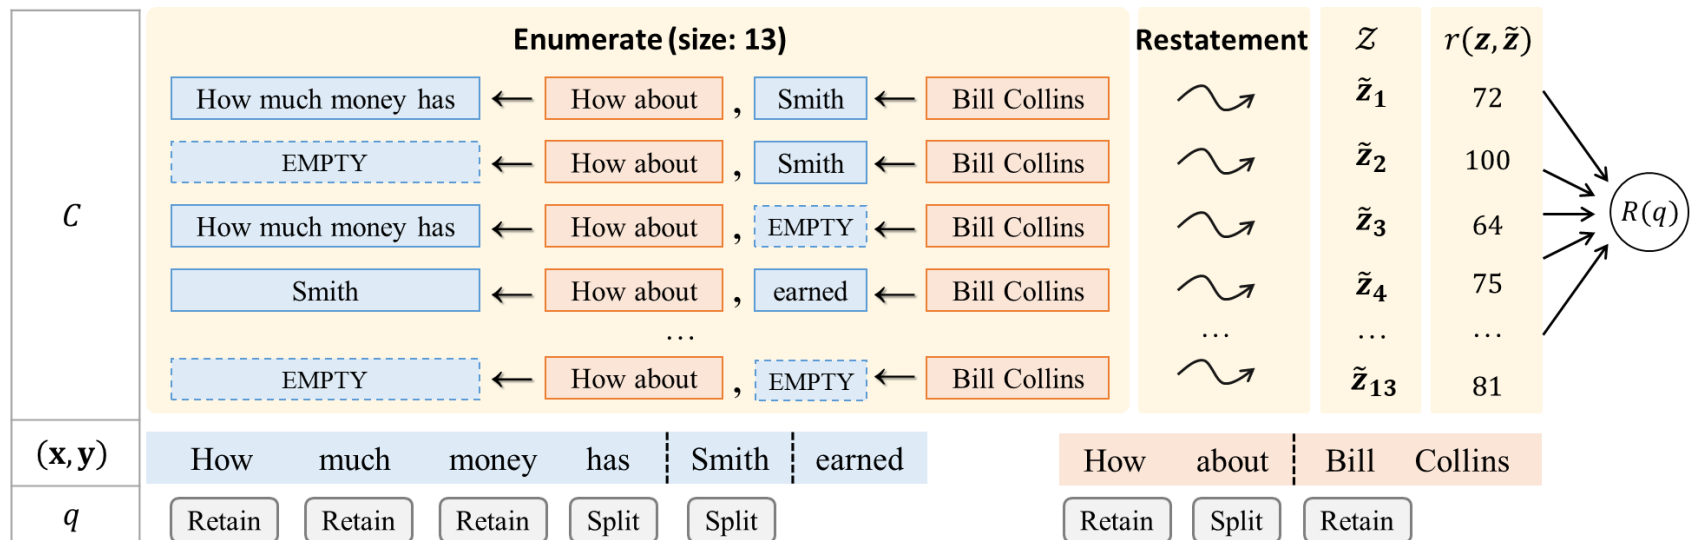 Enumerate (size: 13) Restatement 𝒵 r(z, z̃)
How much money has ← How about , Smith ← Bill Collins z̃₁ 72
EMPTY ← How about , Smith ← Bill Collins z̃₂ 100
C
How much money has ← How about , EMPTY ← Bill Collins z̃₃ 64
R(q)
Smith ← How about , earned ← Bill Collins z̃₄ 75
... ... ... ...
EMPTY ← How about , EMPTY ← Bill Collins z̃₁₃ 81
(x, y) How much money has Smith earned How about Bill Collins
q Retain Retain Retain Split Split Retain Split Retain